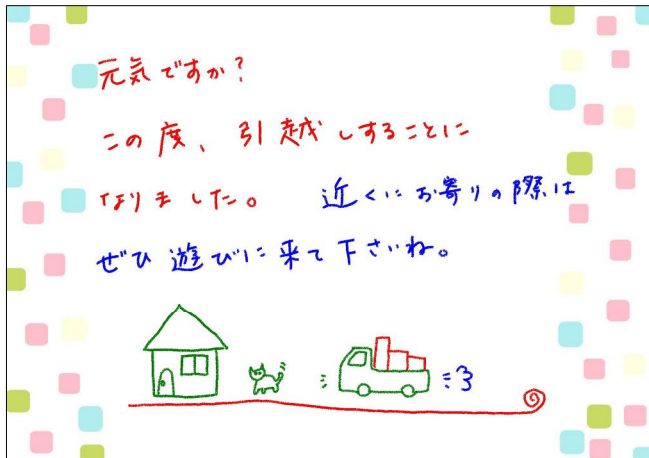 元気ですか?
この度、引越しすることに
なりました。 近くにお寄りの際は
ぜひ遊びに来て下さいね。